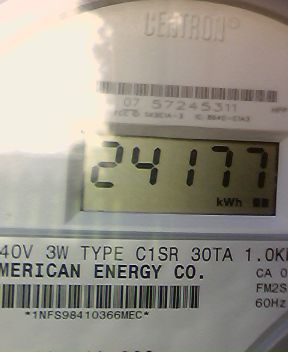 CENTRON
07 57245311
24177
kWh
40V 3W TYPE C1SR 30TA 1.0K
MERICAN ENERGY CO.
CA 0
FM2S
60Hz
*1NFS98410366MEC*